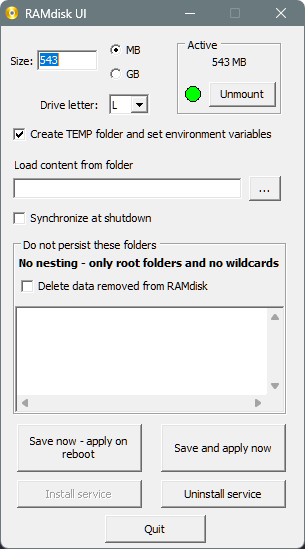 RAMdisk UI
Size: 543
MB
GB
Active
543 MB
Unmount
Drive letter: L
Create TEMP folder and set environment variables
Load content from folder
...
Synchronize at shutdown
Do not persist these folders
No nesting - only root folders and no wildcards
Delete data removed from RAMdisk
Save now - apply on
reboot
Save and apply now
Install service
Uninstall service
Quit